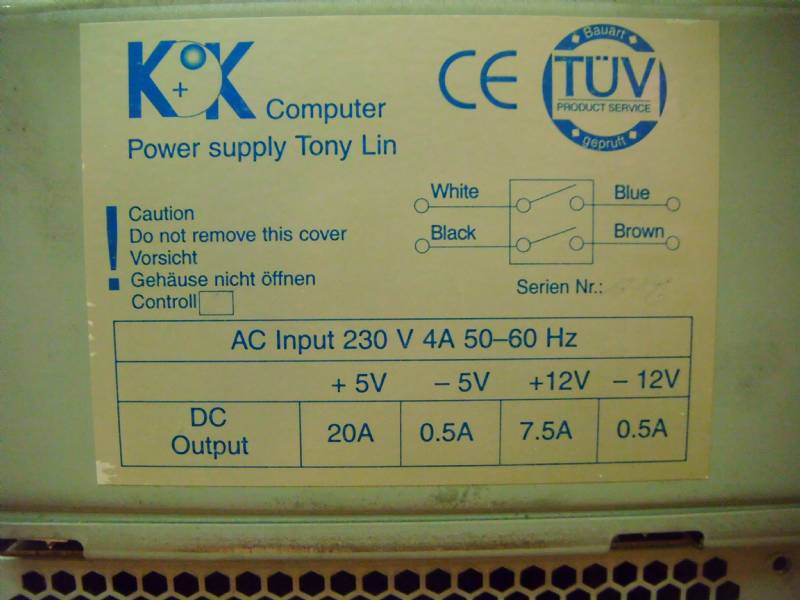 K+K Computer
Power supply Tony Lin
CE
Bauart
TÜV
PRODUCT SERVICE
geprüft
White
Blue
Black
Brown
! Caution
Do not remove this cover
Vorsicht
Gehäuse nicht öffnen
Controll
Serien Nr.:
AC Input 230 V 4A 50–60 Hz
+ 5V – 5V +12V – 12V
DC Output 20A 0.5A 7.5A 0.5A